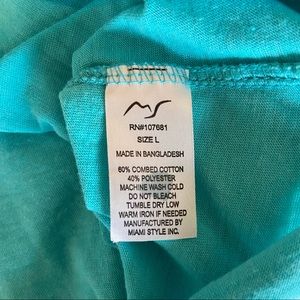 MS
RN#107681
SIZE L
MADE IN BANGLADESH
60% COMBED COTTON
40% POLYESTER
MACHINE WASH COLD
DO NOT BLEACH
TUMBLE DRY LOW
WARM IRON IF NEEDED
MANUFACTURED BY
MIAMI STYLE INC.